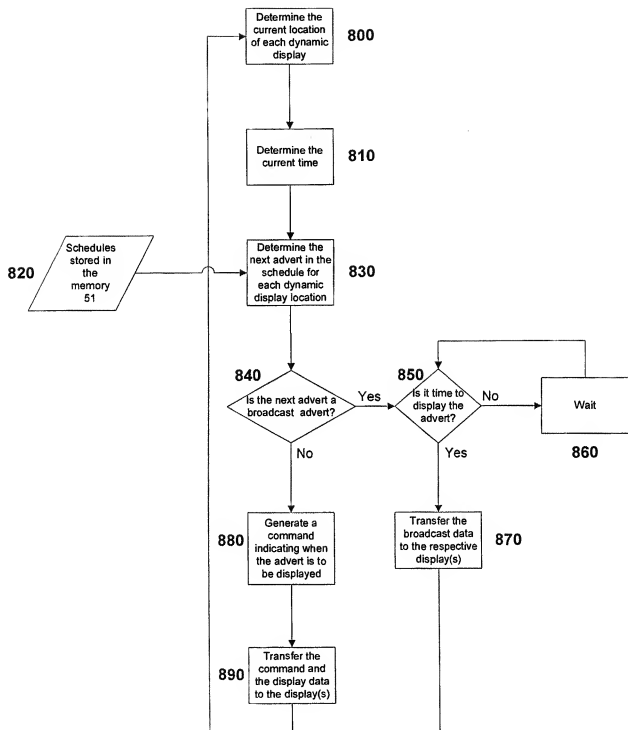 Determine the
current location
of each dynamic
display
800
Determine the
current time
810
Schedules
stored in
the
memory
51
820
Determine the
next advert in the
schedule for
each dynamic
display location
830
840
Is the next advert a
broadcast advert?
Yes
No
850
Is it time to
display the
advert?
No
Yes
Wait
860
Transfer the
broadcast data
to the respective
display(s)
870
880
Generate a
command
indicating when
the advert is to
be displayed
890
Transfer the
command and
the display data
to the display(s)